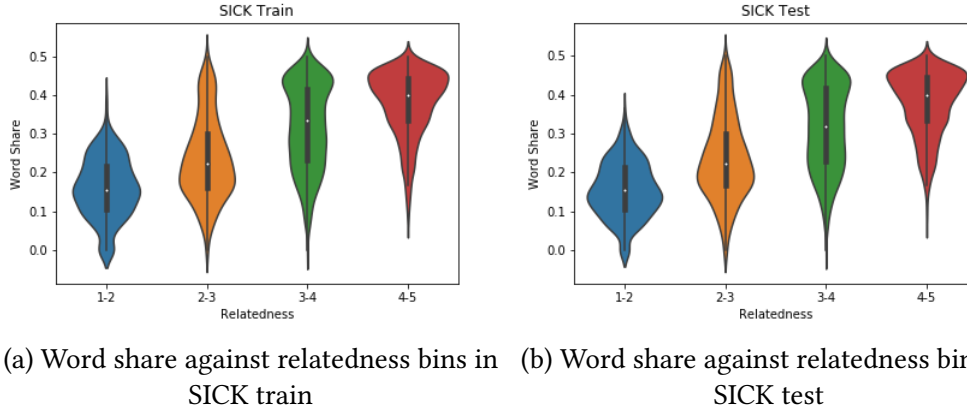 SICK Train
Word Share
0.5
0.4
0.3
0.2
0.1
0.0
1-2 2-3 3-4 4-5
Relatedness
(a) Word share against relatedness bins in
SICK train
SICK Test
Word Share
0.5
0.4
0.3
0.2
0.1
0.0
1-2 2-3 3-4 4-5
Relatedness
(b) Word share against relatedness bin
SICK test